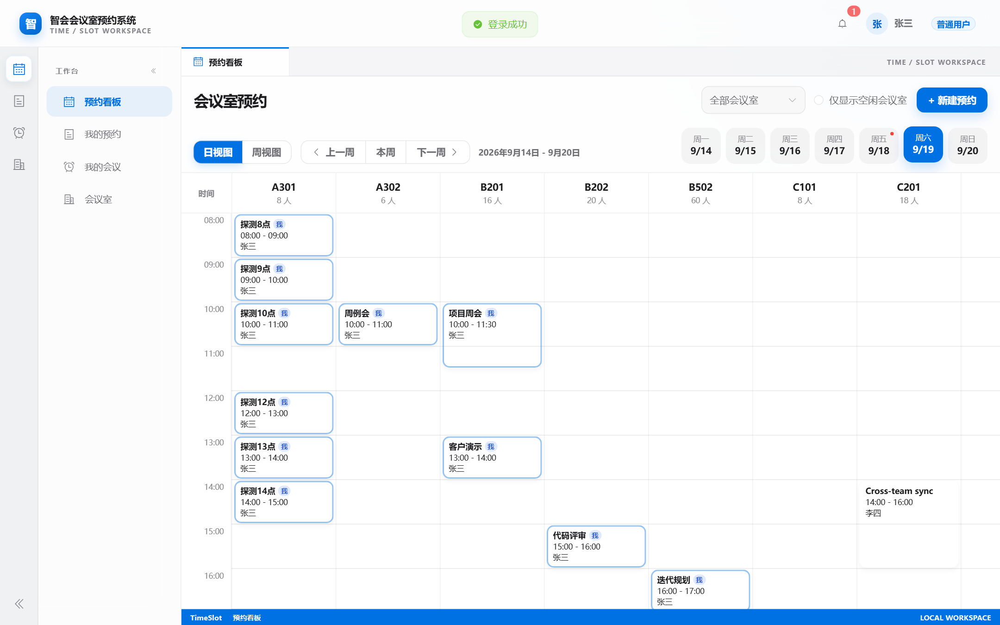 智
智会会议室预约系统
TIME / SLOT WORKSPACE
登录成功
1
张
张三
普通用户
工作台
预约看板
我的预约
我的会议
会议室
预约看板
TIME / SLOT WORKSPACE
会议室预约
全部会议室
仅显示空闲会议室
+ 新建预约
日视图
周视图
上一周
本周
下一周
2026年9月14日 - 9月20日
周一
9/14
周二
9/15
周三
9/16
周四
9/17
周五
9/18
周六
9/19
周日
9/20
时间
A301
8 人
A302
6 人
B201
16 人
B202
20 人
B502
60 人
C101
8 人
C201
18 人
08:00
探测8点 我
08:00 - 09:00
张三
09:00
探测9点 我
09:00 - 10:00
张三
10:00
探测10点 我
10:00 - 11:00
张三
周例会 我
10:00 - 11:00
张三
项目周会 我
10:00 - 11:30
张三
11:00
12:00
探测12点 我
12:00 - 13:00
张三
13:00
探测13点 我
13:00 - 14:00
张三
客户演示 我
13:00 - 14:00
张三
14:00
探测14点 我
14:00 - 15:00
张三
Cross-team sync
14:00 - 16:00
李四
15:00
代码评审 我
15:00 - 16:00
张三
16:00
迭代规划 我
16:00 - 17:00
张三
TimeSlot
预约看板
LOCAL WORKSPACE